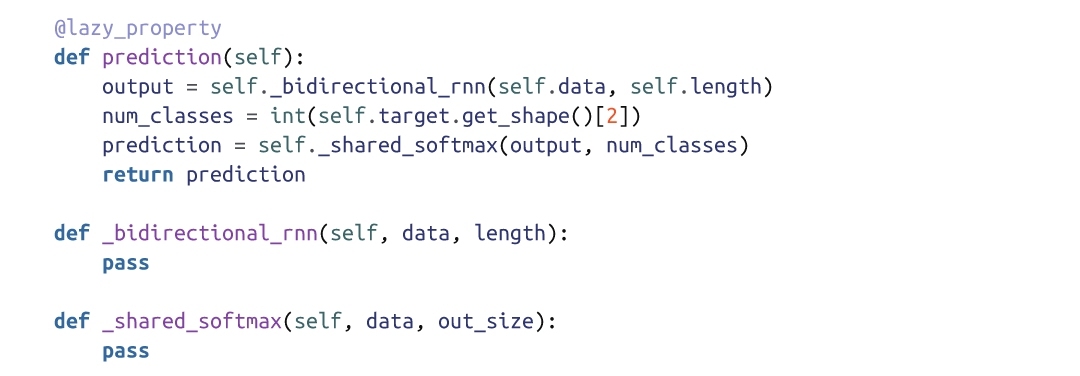 @lazy_property
def prediction(self):
    output = self._bidirectional_rnn(self.data, self.length)
    num_classes = int(self.target.get_shape()[2])
    prediction = self._shared_softmax(output, num_classes)
    return prediction

def _bidirectional_rnn(self, data, length):
    pass

def _shared_softmax(self, data, out_size):
    pass